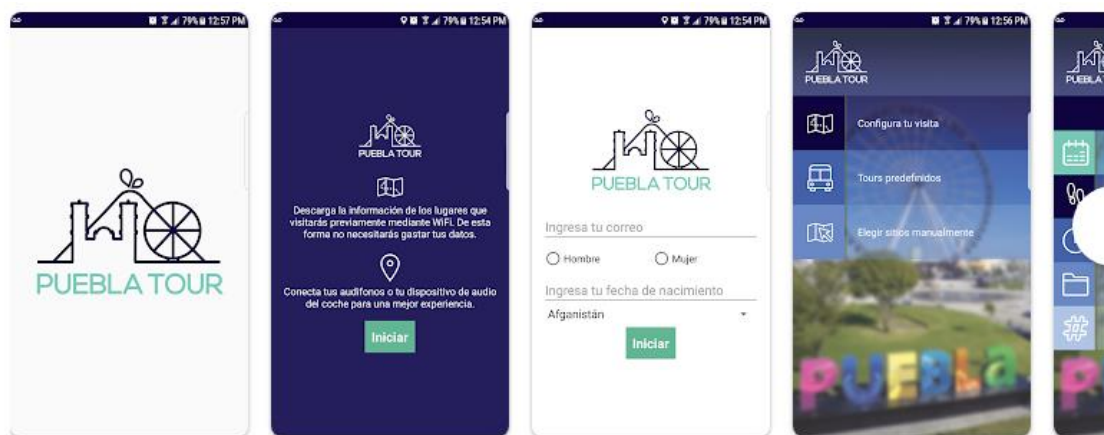 79% 12:57 PM
PUEBLA TOUR
79% 12:54 PM
PUEBLA TOUR
Descarga la información de los lugares que
visitarás previamente mediante WiFi. De esta
forma no necesitarás gastar tus datos.
Conecta tus audífonos o tu dispositivo de audio
del coche para una mejor experiencia.
Iniciar
79% 12:54 PM
PUEBLA TOUR
Ingresa tu correo
Hombre
Mujer
Ingresa tu fecha de nacimiento
Afganistán
Iniciar
79% 12:56 PM
PUEBLA TOUR
Configura tu visita
Tours predefinidos
Elegir sitios manualmente
PUEBLA
PUEBLA
#
P